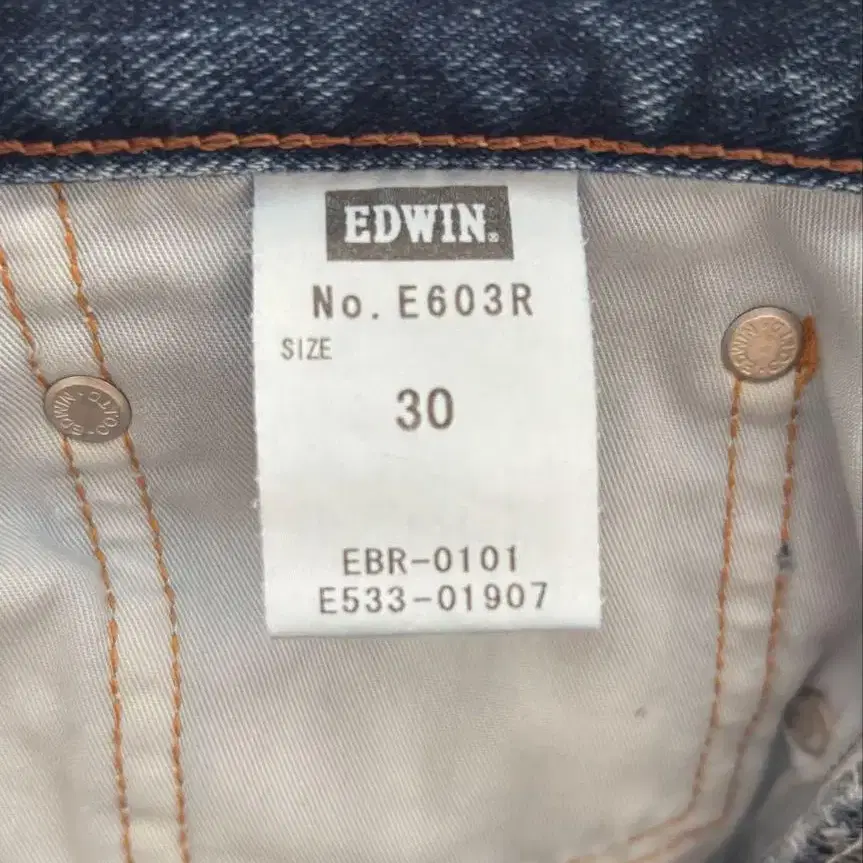 EDWIN.
No. E603R
SIZE
30
EBR-0101
E533-01907